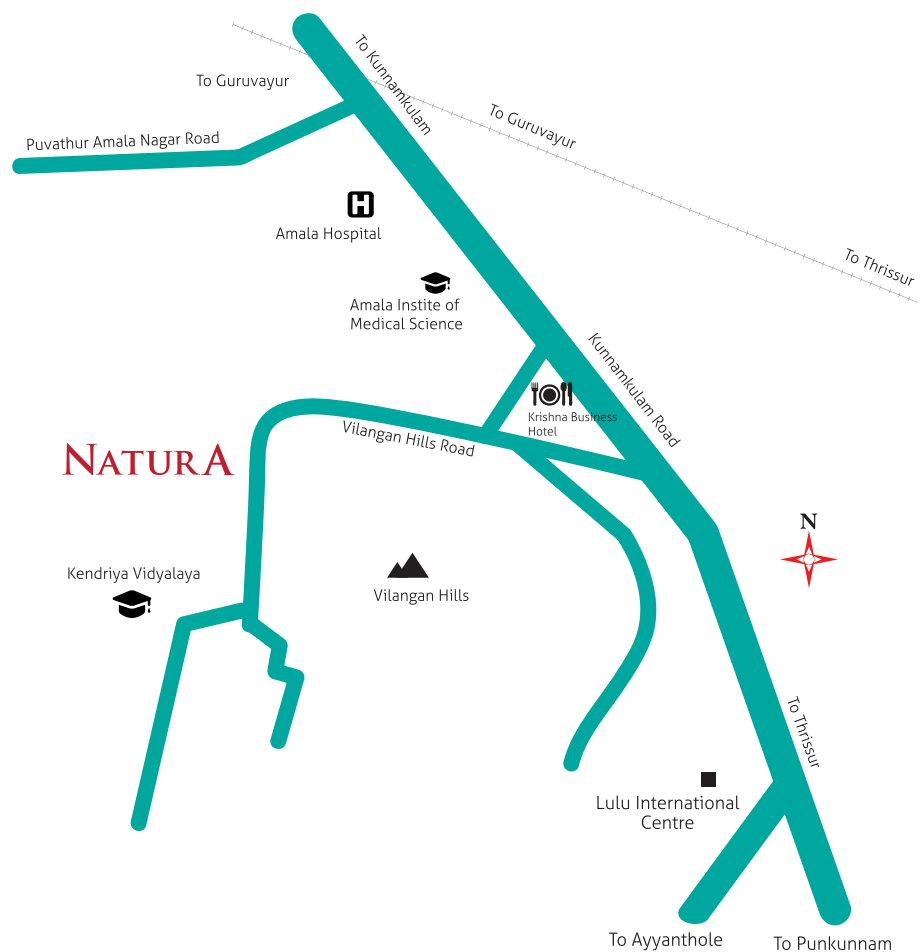 To Kunnamkulam
To Guruvayur
To Guruvayur
Puvathur Amala Nagar Road
Amala Hospital
To Thrissur
Amala Instite of
Medical Science
Kunnamkulam Road
Krishna Business
Hotel
Vilangan Hills Road
NATURA
N
Kendriya Vidyalaya
Vilangan Hills
To Thrissur
Lulu International
Centre
To Ayyanthole
To Punkunnam